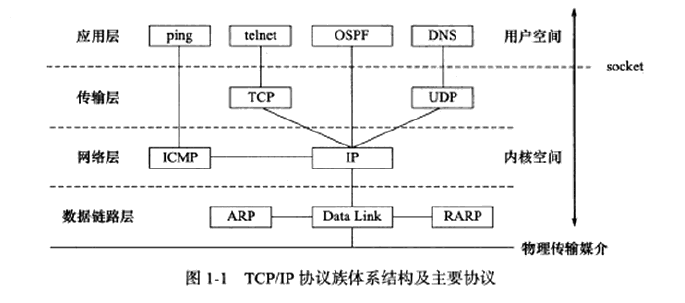 应用层 ping telnet OSPF DNS 用户空间
socket
传输层 TCP UDP
网络层 ICMP IP 内核空间
数据链路层 ARP Data Link RARP
物理传输媒介
图 1-1 TCP/IP 协议族体系结构及主要协议